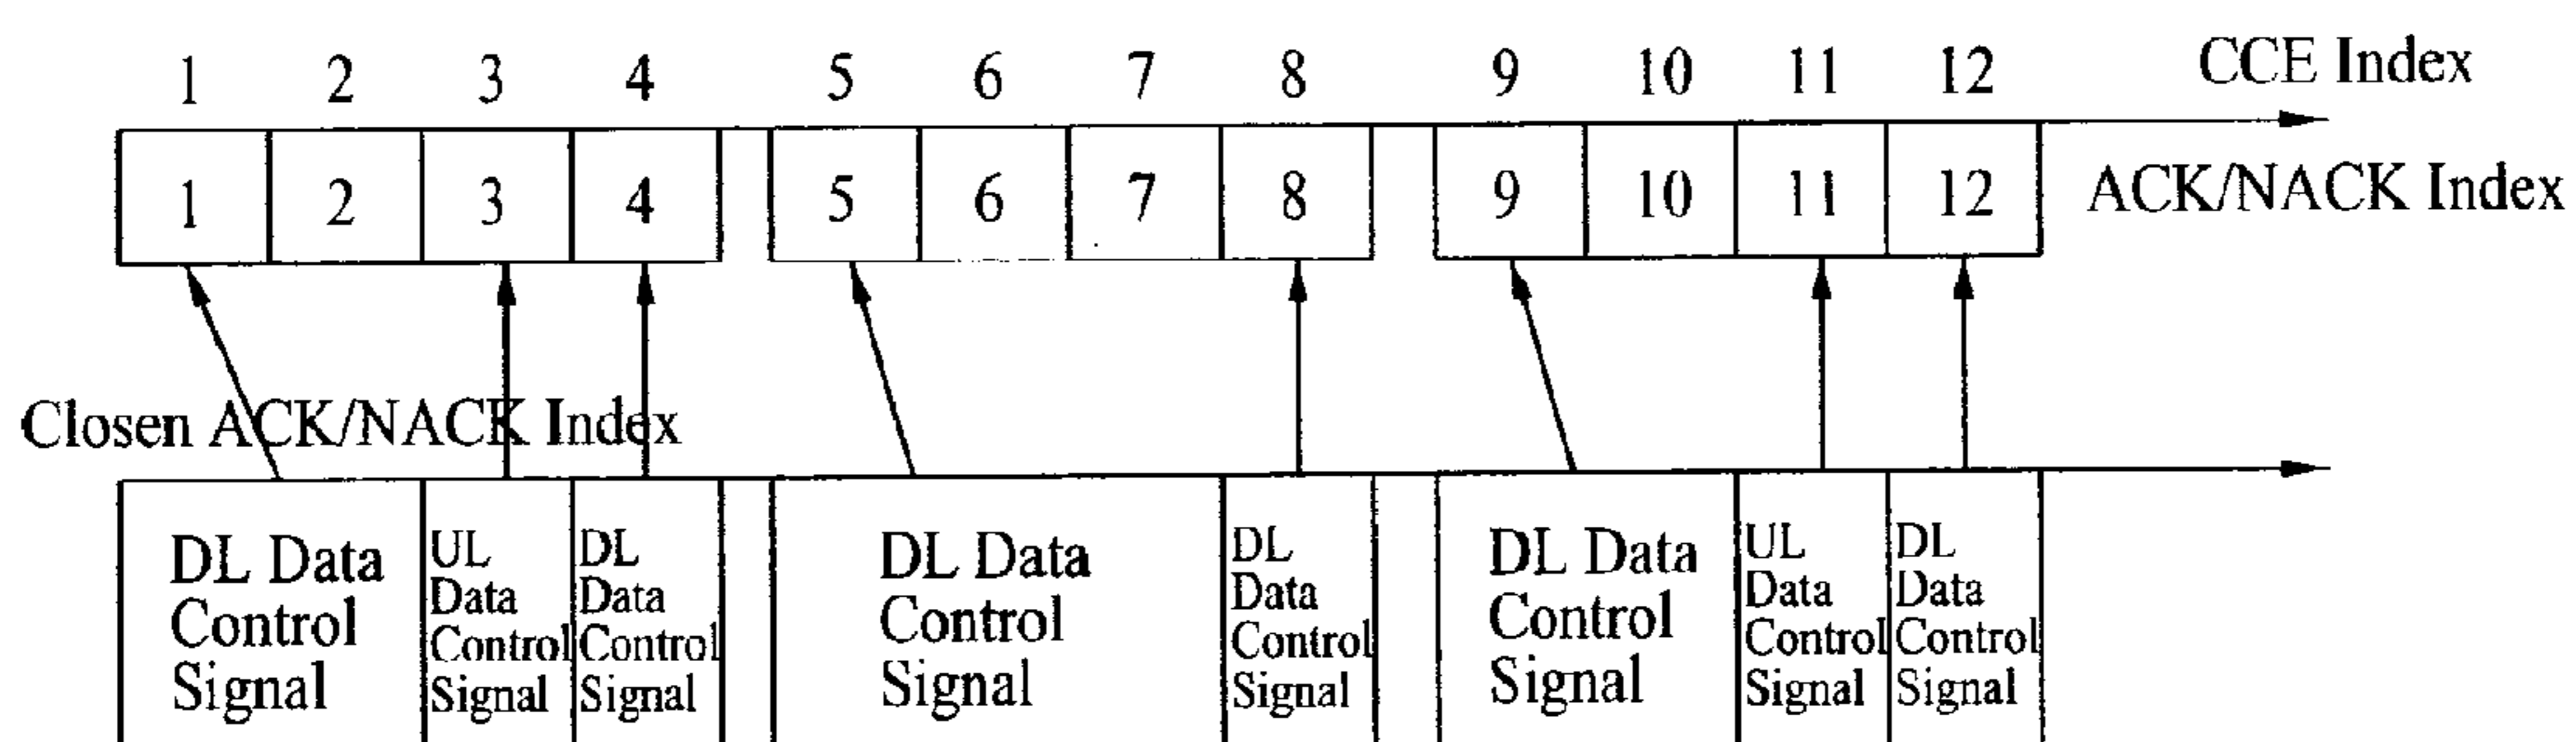 1 2 3 4 5 6 7 8 9 10 11 12 CCE Index
1 2 3 4 5 6 7 8 9 10 11 12 ACK/NACK Index
Closen ACK/NACK Index
DL Data
Control
Signal
UL
Data
Control
Signal
DL
Data
Control
Signal
DL Data
Control
Signal
DL
Data
Control
Signal
DL Data
Control
Signal
UL
Data
Control
Signal
DL
Data
Control
Signal